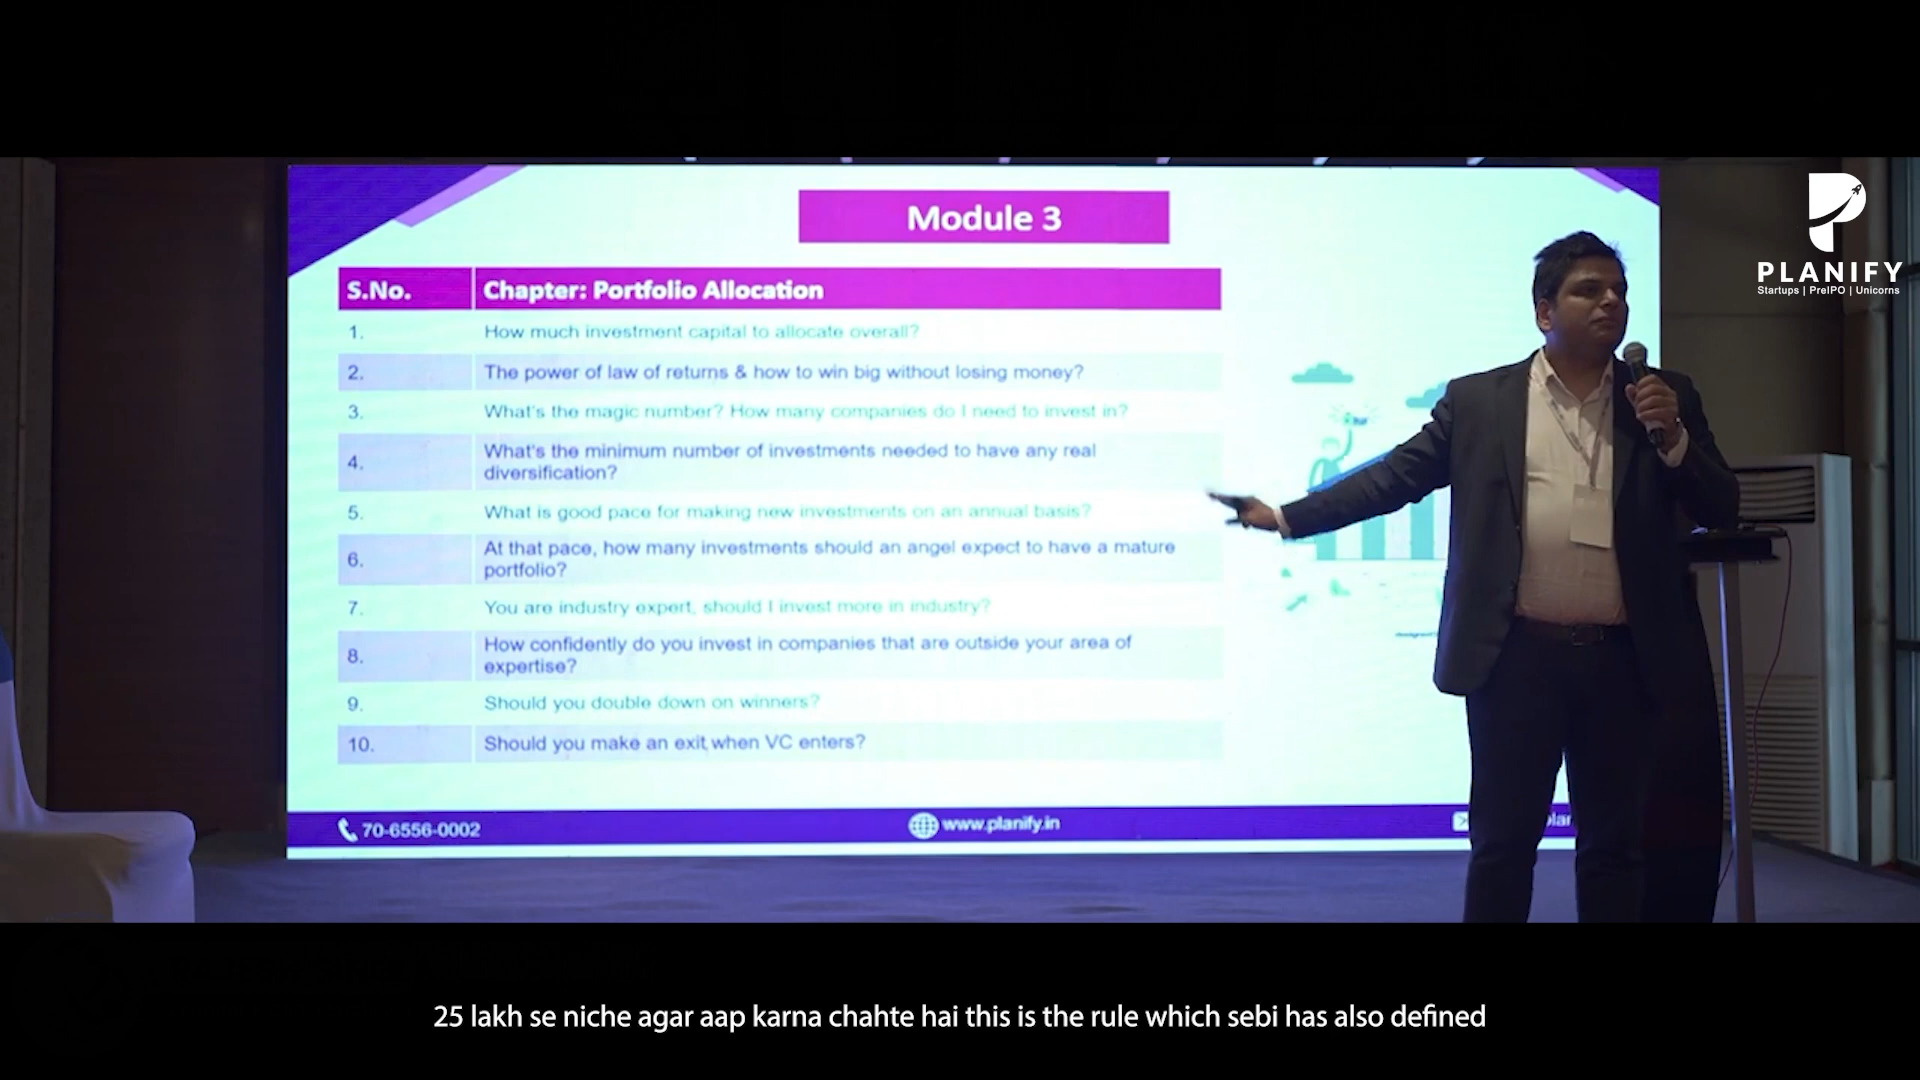 Module 3
S.No. Chapter: Portfolio Allocation
1. How much investment capital to allocate overall?
2. The power of law of returns & how to win big without losing money?
3. What's the magic number? How many companies do I need to invest in?
4. What's the minimum number of investments needed to have any real
diversification?
5. What is good pace for making new investments on an annual basis?
6. At that pace, how many investments should an angel expect to have a mature
portfolio?
7. You are industry expert, should I invest more in industry?
8. How confidently do you invest in companies that are outside your area of
expertise?
9. Should you double down on winners?
10. Should you make an exit when VC enters?
70-6556-0002 www.planify.in
PLANIFY
Startups | PreIPO | Unicorns
25 lakh se niche agar aap karna chahte hai this is the rule which sebi has also defined